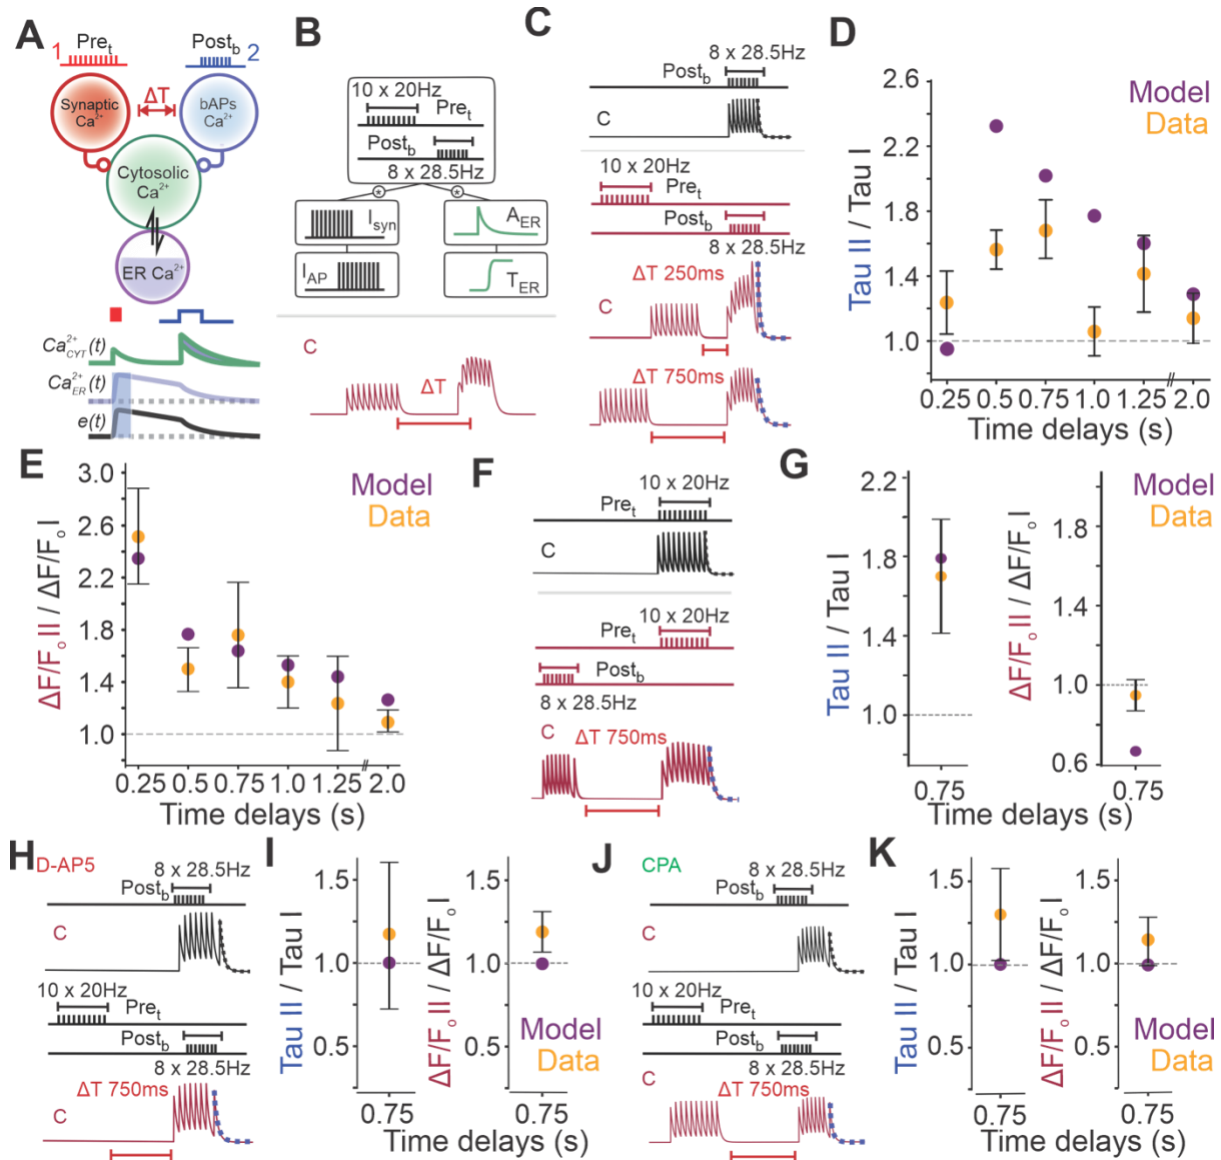 A
1 Pre_t
Post_b 2
ΔT
Synaptic
Ca²⁺
bAPs
Ca²⁺
Cytosolic
Ca²⁺
ER Ca²⁺
Ca²⁺_CYT(t)
Ca²⁺_ER(t)
e(t)
B
10 x 20Hz
Pre_t
Post_b
8 x 28.5Hz
I_syn
A_ER
I_AP
T_ER
C
ΔT
C
8 x 28.5Hz
Post_b
C
10 x 20Hz
Pre_t
Post_b
8 x 28.5Hz
ΔT 250ms
C
ΔT 750ms
D
Tau II / Tau I
2.6
2.2
1.8
1.4
1.0
Model
Data
0.25 0.5 0.75 1.0 1.25 2.0
Time delays (s)
E
ΔF/F_o II / ΔF/F_o I
3.0
2.6
2.2
1.8
1.4
1.0
Model
Data
0.25 0.5 0.75 1.0 1.25 2.0
Time delays (s)
F
10 x 20Hz
Pre_t
C
10 x 20Hz
Pre_t
Post_b
8 x 28.5Hz
C
ΔT 750ms
G
Tau II / Tau I
2.2
1.8
1.4
1.0
0.75
ΔF/F_o II / ΔF/F_o I
1.8
1.4
1.0
0.6
0.75
Model
Data
Time delays (s)
H
D-AP5
8 x 28.5Hz
Post_b
C
10 x 20Hz
Pre_t
Post_b
8 x 28.5Hz
ΔT 750ms
C
I
Tau II / Tau I
1.5
1.0
0.5
0.75
ΔF/F_o II / ΔF/F_o I
1.5
1.0
0.5
0.75
Model
Data
Time delays (s)
J
CPA
8 x 28.5Hz
Post_b
C
10 x 20Hz
Pre_t
Post_b
8 x 28.5Hz
C
ΔT 750ms
K
Tau II / Tau I
1.5
1.0
0.5
0.75
ΔF/F_o II / ΔF/F_o I
1.5
1.0
0.5
0.75
Model
Data
Time delays (s)